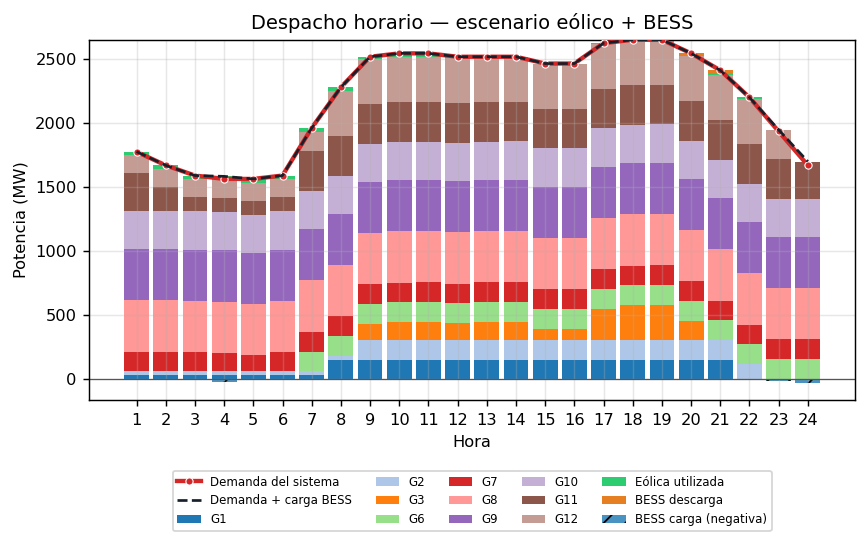 Despacho horario — escenario eólico + BESS
Potencia (MW)
2500
2000
1500
1000
500
0
1 2 3 4 5 6 7 8 9 10 11 12 13 14 15 16 17 18 19 20 21 22 23 24
Hora
Demanda del sistema
Demanda + carga BESS
G1
G2
G3
G6
G7
G8
G9
G10
G11
G12
Eólica utilizada
BESS descarga
BESS carga (negativa)